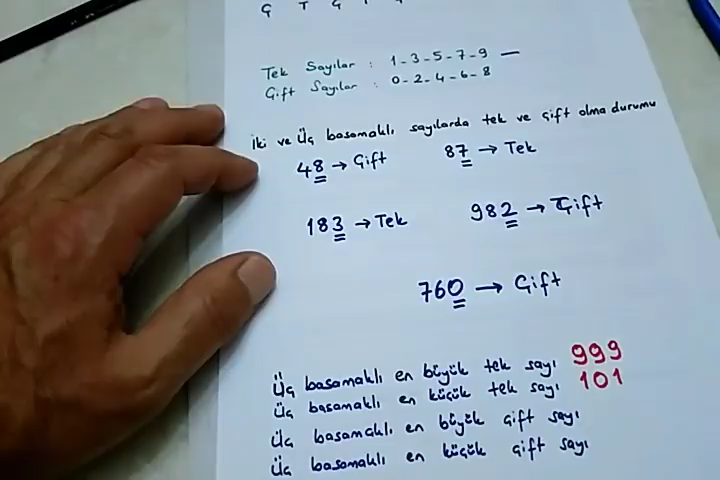 Ç T Ç T Ç
Tek Sayılar : 1-3-5-7-9 —
Çift Sayılar : 0-2-4-6-8
İki ve Üç basamaklı sayılarda tek ve çift olma durumu
48 → Çift 87 → Tek
183 → Tek 982 → Çift
760 → Çift
Üç basamaklı en büyük tek sayı 999
Üç basamaklı en küçük tek sayı 101
Üç basamaklı en büyük çift sayı
Üç basamaklı en küçük çift sayı